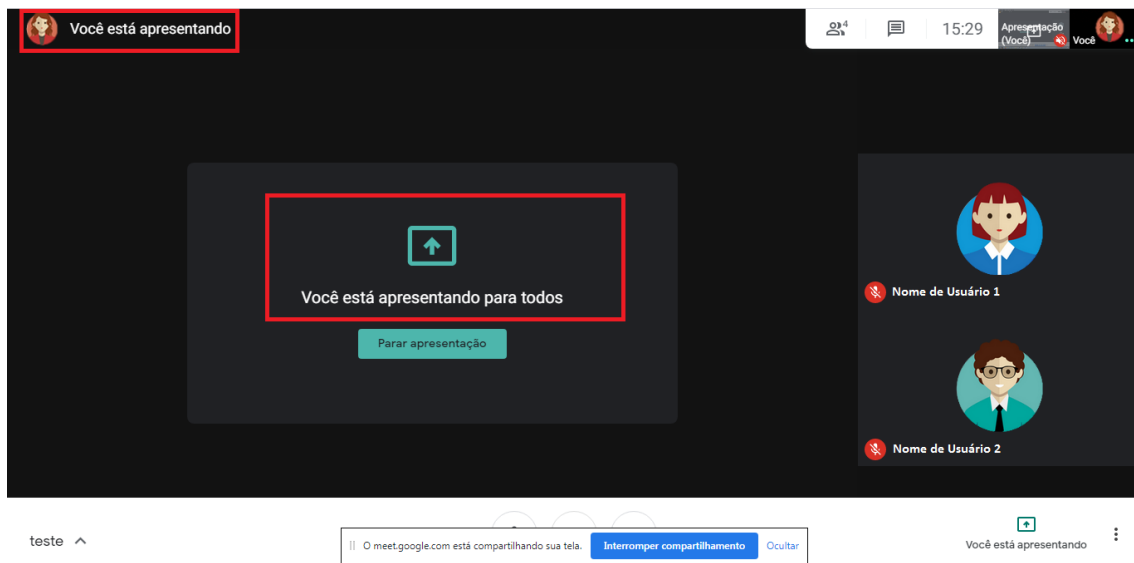 Você está apresentando
4
15:29
Apresentação
(Você)
Você
Você está apresentando para todos
Parar apresentação
Nome de Usuário 1
Nome de Usuário 2
teste
O meet.google.com está compartilhando sua tela.
Interromper compartilhamento
Ocultar
Você está apresentando